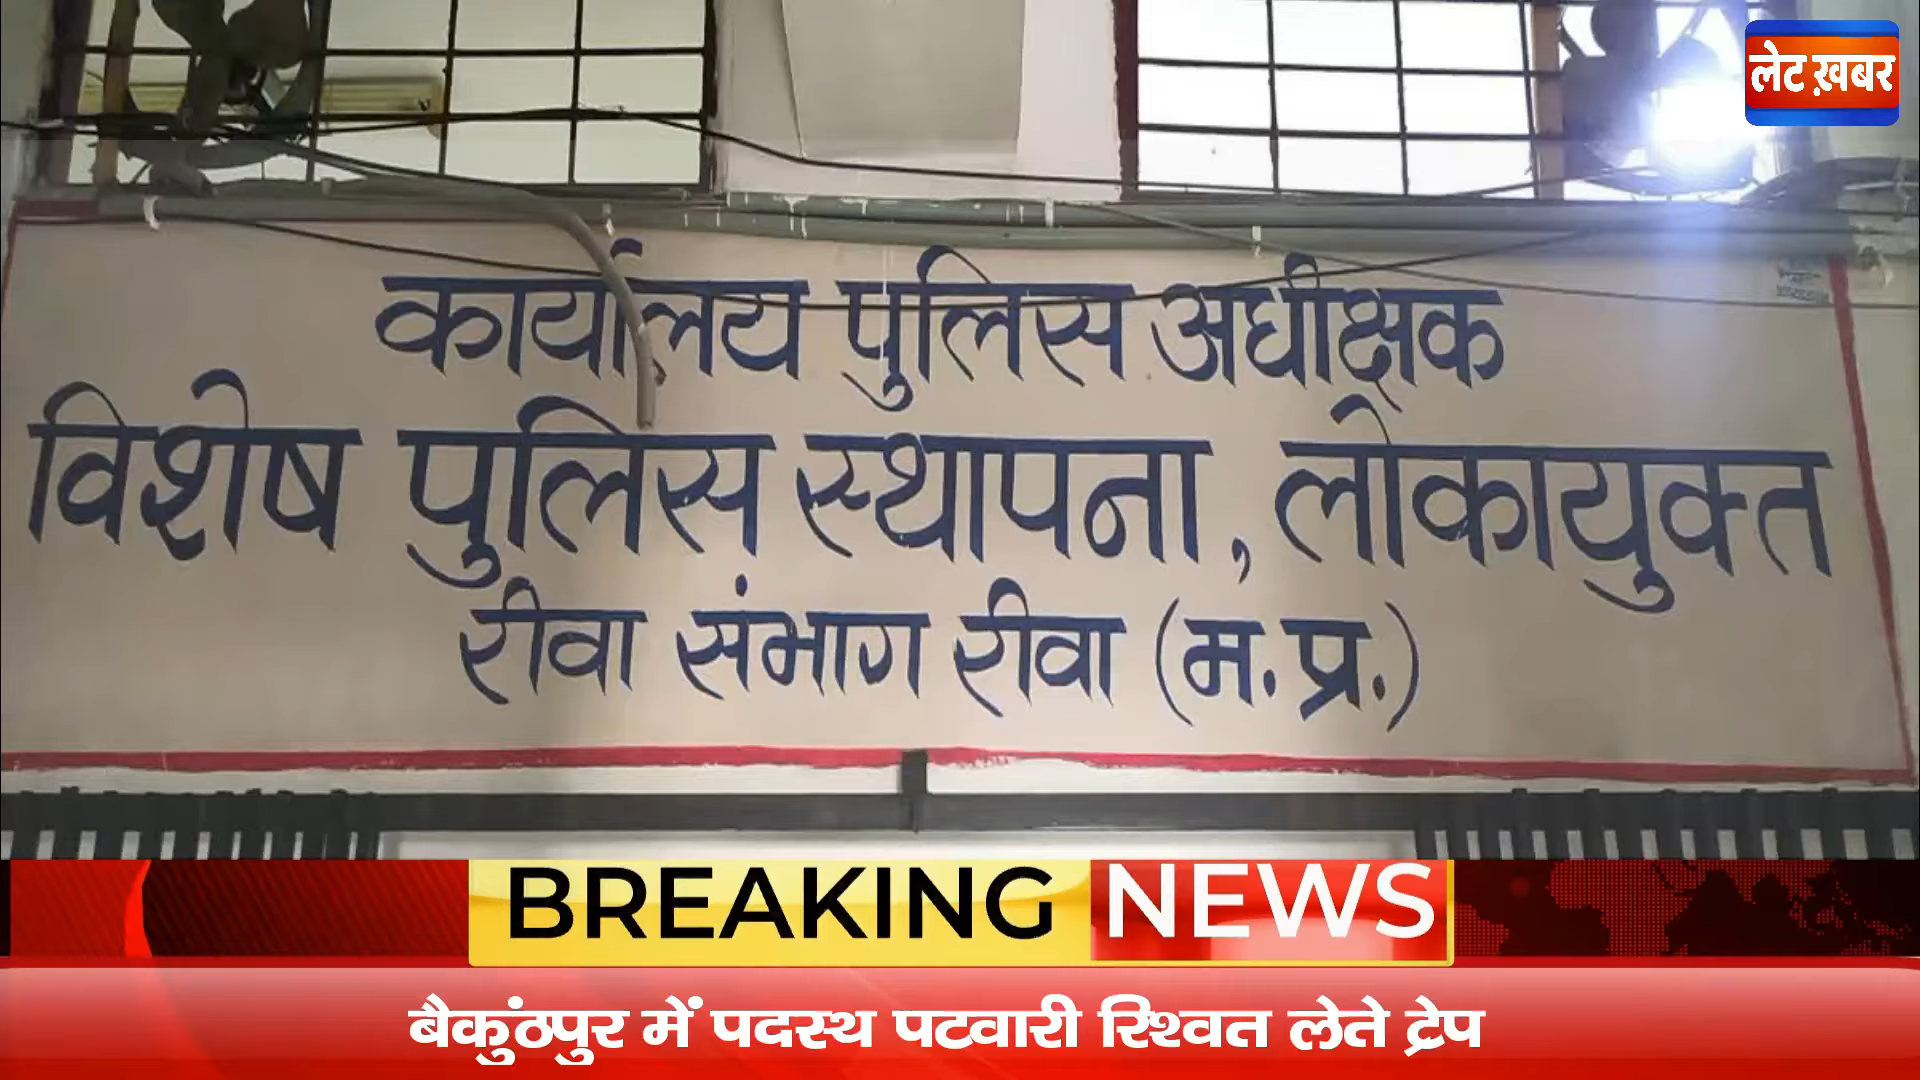 लेट ख़बर
कार्यालय पुलिस अधीक्षक
विशेष पुलिस स्थापना, लोकायुक्त
रीवा संभाग रीवा (म.प्र.)
BREAKING NEWS
बैकुंठपुर में पदस्थ पटवारी रिश्वत लेते ट्रेप